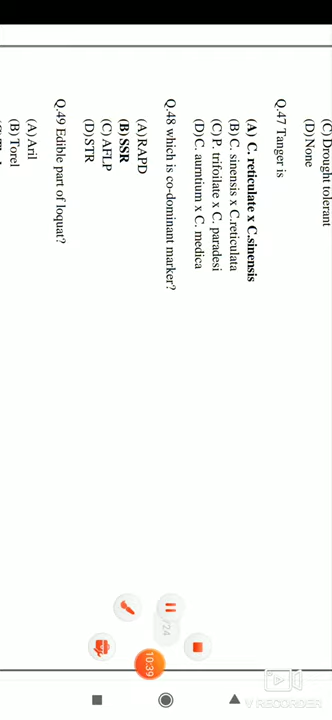 (C) Drought tolerant
(D) None
Q.47 Tanger is
(A) C. reticulate x C.sinensis
(B) C. sinensis x C.reticulata
(C) P. trifoilate x C. paradesi
(D) C. aurntium x C. medica
Q.48 which is co-dominant marker?
(A) RAPD
(B) SSR
(C) AFLP
(D) STR
Q.49 Edible part of loquat?
(A) Aril
(B) Torel
/24
10:39
V RECORDER